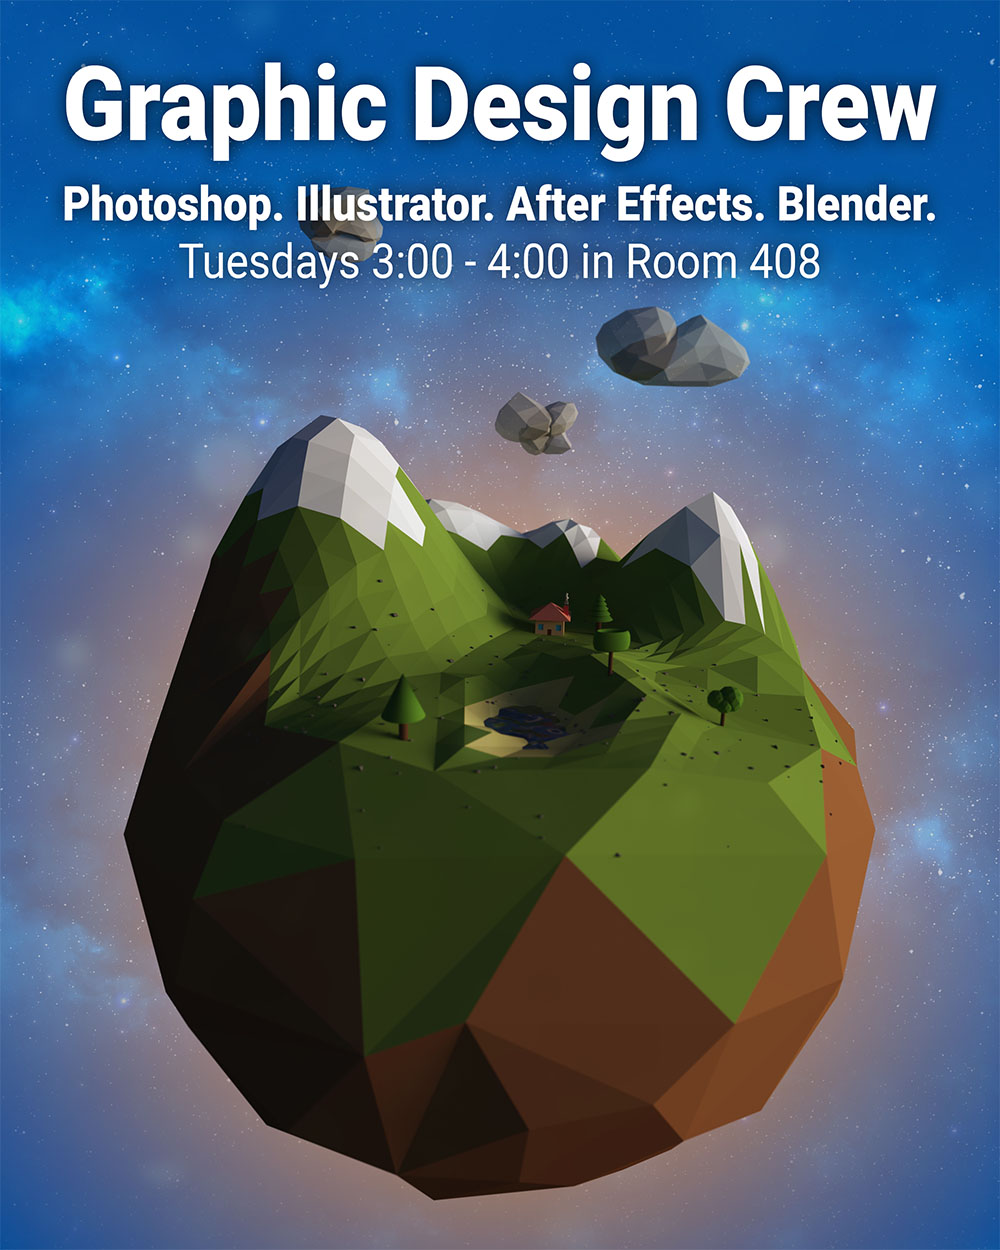 Graphic Design Crew
Photoshop. Illustrator. After Effects. Blender.
Tuesdays 3:00 - 4:00 in Room 408